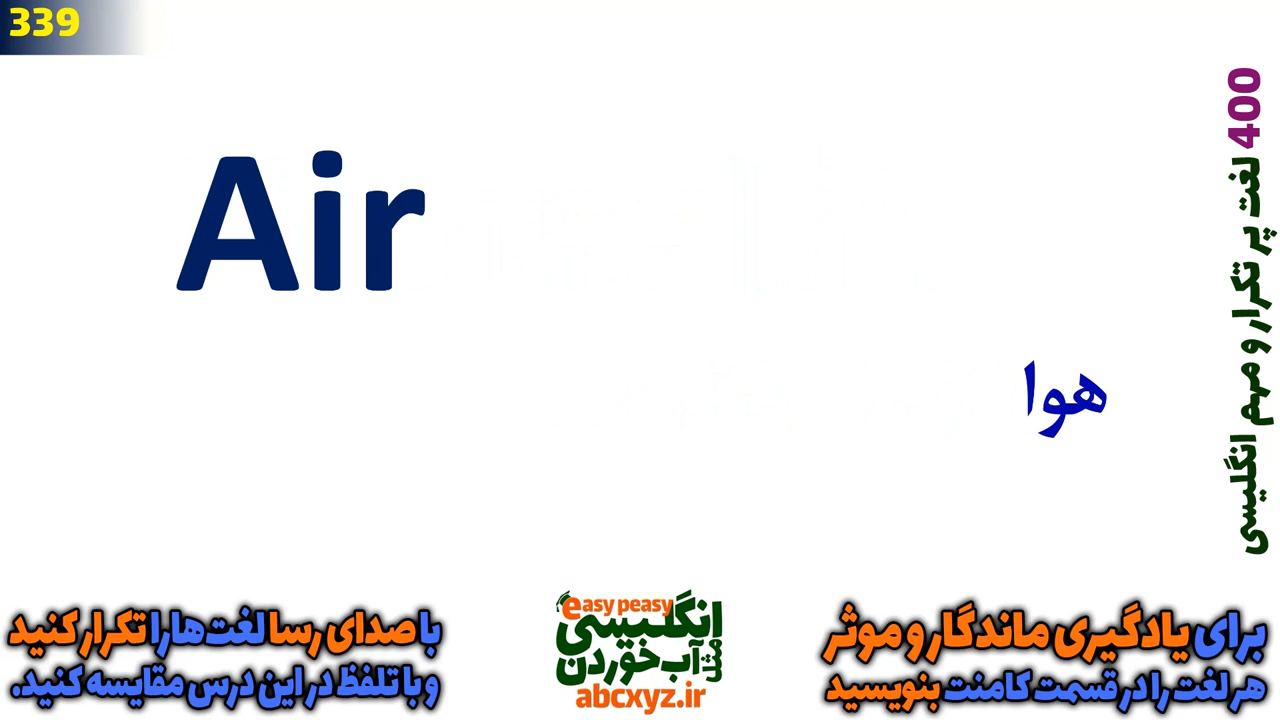 339
Air
هوا
400 لغت پر تکرار و مهم انگلیسی
برای یادگیری ماندگار و موثر
هر لغت را در قسمت کامنت بنویسید
easy peasy
انگلیسی
مثل
آب خوردن
abcxyz.ir
با صدای رسا لغت‌ها را تکرار کنید
و با تلفظ در این درس مقایسه کنید.